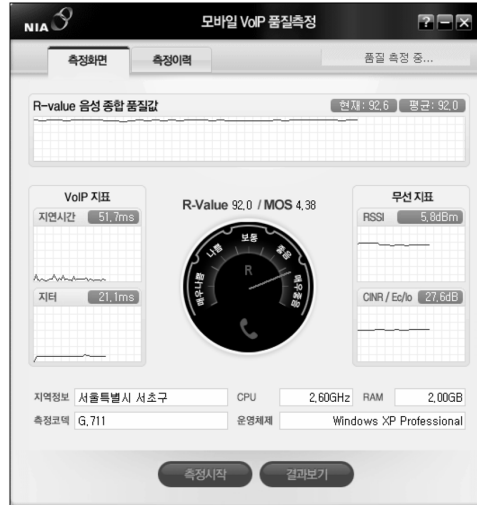 NIA 모바일 VoIP 품질측정 ? – X
측정화면 측정이력 품질 측정 중...
R-value 음성 종합 품질값 현재: 92,6 평균: 92,0
VoIP 지표
지연시간 51,7ms
지터 21,1ms
R-Value 92,0 / MOS 4,38
매우나쁨 나쁨 보통 좋음 매우좋음
R
무선 지표
RSSI 5,8dBm
CINR / Ec/Io 27,6dB
지역정보 서울특별시 서초구 CPU 2,60GHz RAM 2,00GB
측정코덱 G,711 운영체제 Windows XP Professional
측정시작 결과보기